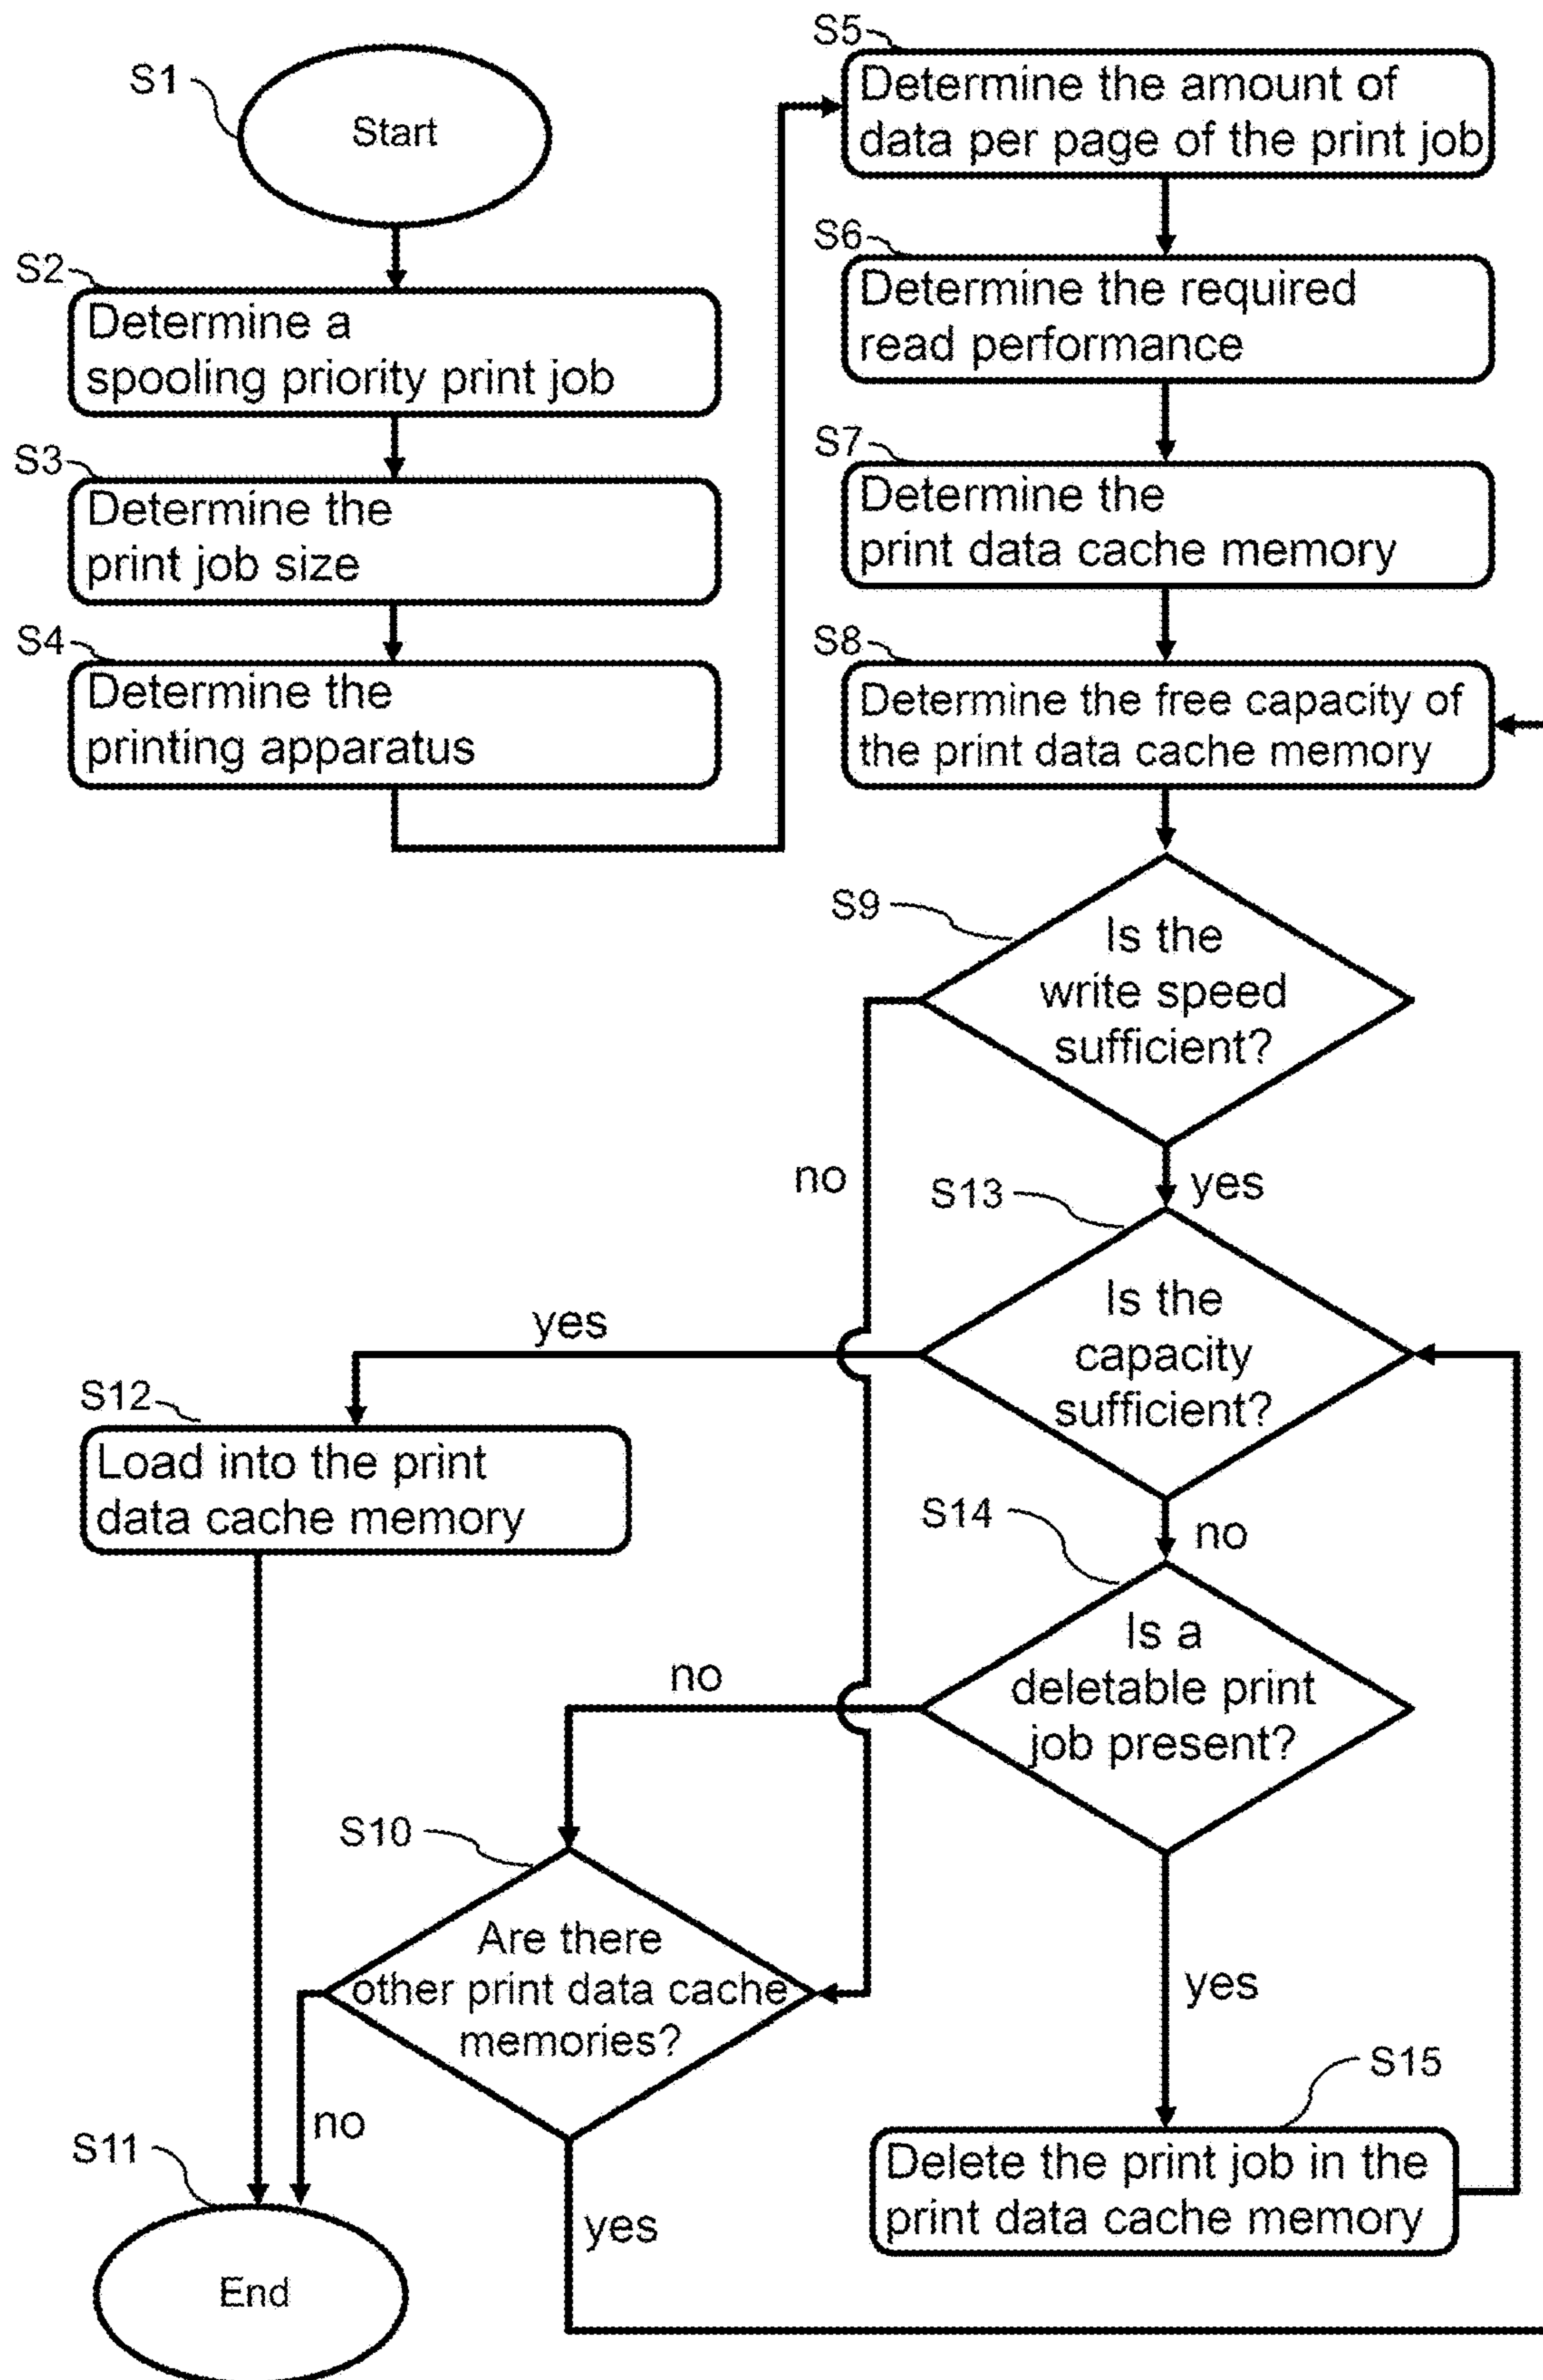 S1
Start
S2
Determine a
spooling priority print job
S3
Determine the
print job size
S4
Determine the
printing apparatus
S5
Determine the amount of
data per page of the print job
S6
Determine the required
read performance
S7
Determine the
print data cache memory
S8
Determine the free capacity of
the print data cache memory
S9
Is the
write speed
sufficient?
no
yes
S13
Is the
capacity
sufficient?
yes
no
S12
Load into the print
data cache memory
S14
Is a
deletable print
job present?
no
yes
S10
Are there
other print data cache
memories?
no
yes
S15
Delete the print job in the
print data cache memory
S11
End